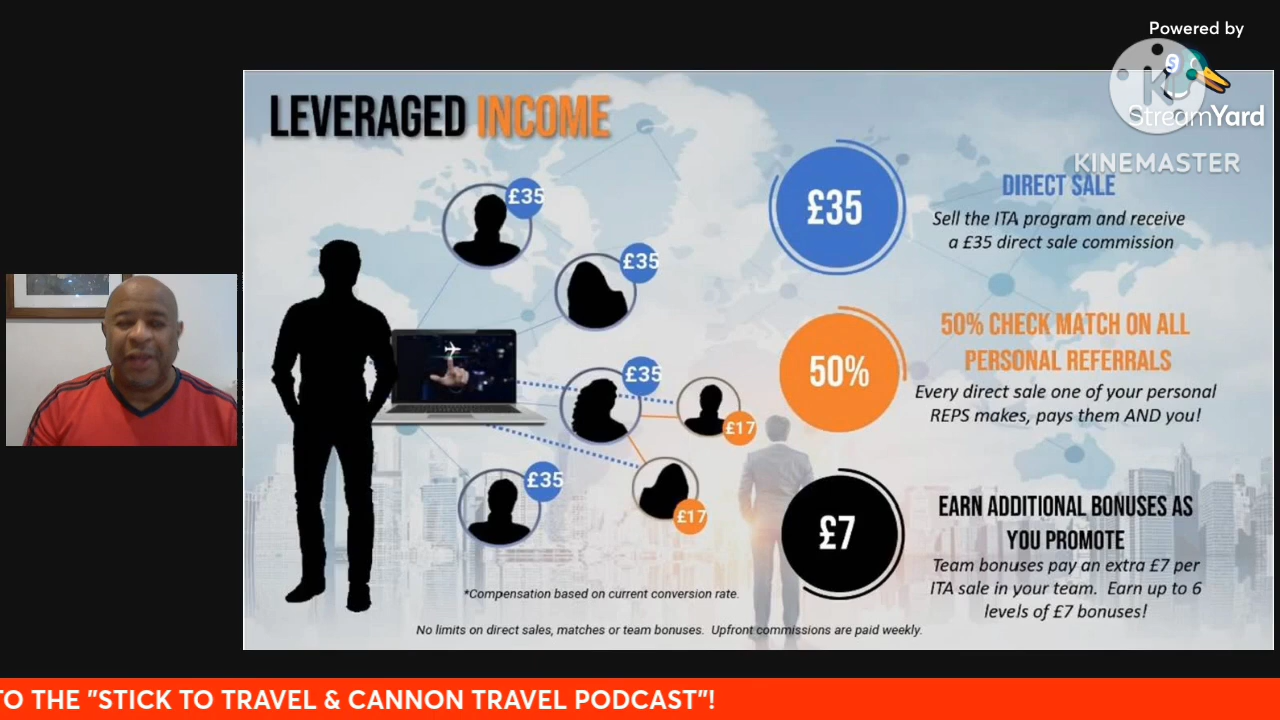 Powered by
StreamYard
KINEMASTER
LEVERAGED INCOME
£35
£35
£35
£17
£35
£17
£35
DIRECT SALE
Sell the ITA program and receive
a £35 direct sale commission
50%
50% CHECK MATCH ON ALL
PERSONAL REFERRALS
Every direct sale one of your personal
REPS makes, pays them AND you!
£7
EARN ADDITIONAL BONUSES AS
YOU PROMOTE
Team bonuses pay an extra £7 per
ITA sale in your team. Earn up to 6
levels of £7 bonuses!
*Compensation based on current conversion rate.
No limits on direct sales, matches or team bonuses. Upfront commissions are paid weekly.
TO THE "STICK TO TRAVEL & CANNON TRAVEL PODCAST"!